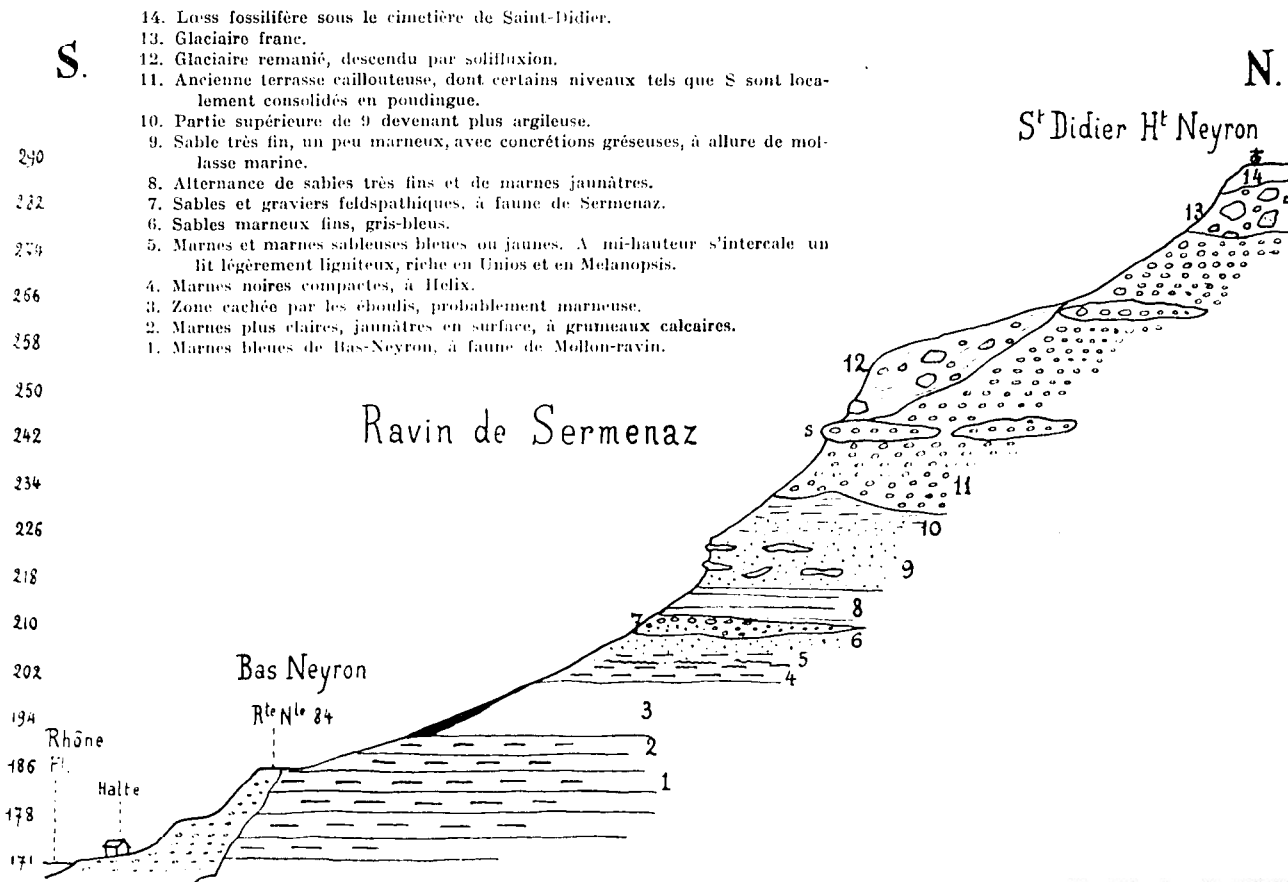 14. Lœss fossilifère sous le cimetière de Saint-Didier.
13. Glaciaire franc.
12. Glaciaire remanié, descendu par solifluxion.
11. Ancienne terrasse caillouteuse, dont certains niveaux tels que S sont loca-
lement consolidés en poudingue.
10. Partie supérieure de 9 devenant plus argileuse.
9. Sable très fin, un peu marneux, avec concrétions gréseuses, à allure de mol-
lasse marine.
8. Alternance de sables très fins et de marnes jaunâtres.
7. Sables et graviers feldspathiques, à faune de Sermenaz.
6. Sables marneux fins, gris-bleus.
5. Marnes et marnes sableuses bleues ou jaunes. A mi-hauteur s'intercale un
lit légèrement ligniteux, riche en Unios et en Melanopsis.
4. Marnes noires compactes, à Helix.
3. Zone cachée par les éboulis, probablement marneuse.
2. Marnes plus claires, jaunâtres en surface, à grumeaux calcaires.
1. Marnes bleues de Bas-Neyron, à faune de Mollon-ravin.
S.
N.
St Didier Ht Neyron
290
282
274
266
258
250
242
234
226
218
210
202
194
186
178
171
Ravin de Sermenaz
Bas Neyron
Rte Nle 84
Rhône
Fl.
Halte
14
13
12
S
11
10
9
8
7
6
5
4
3
2
1